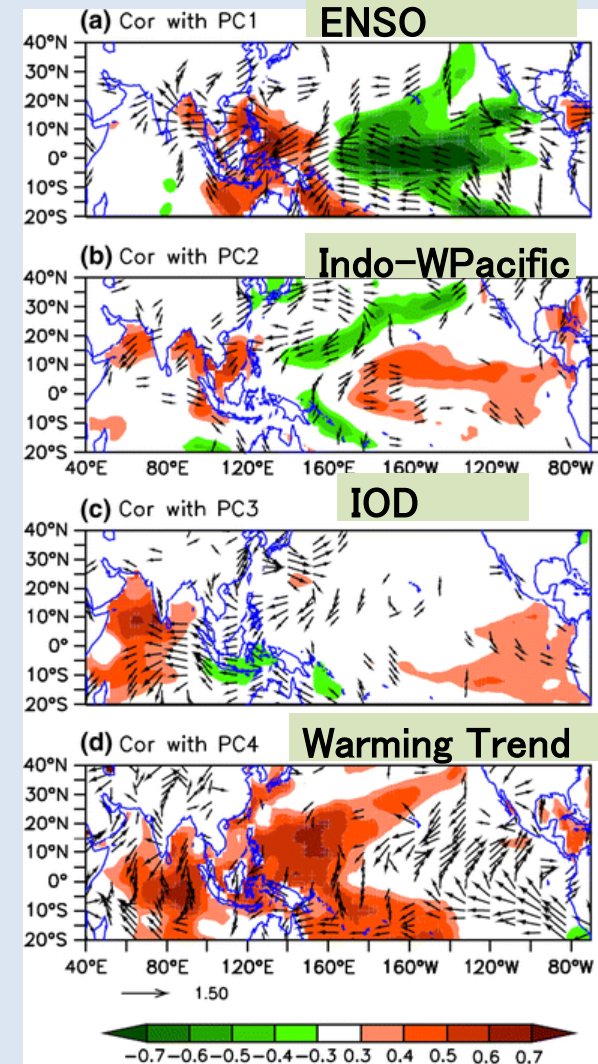 (a) Cor with PC1 ENSO
40°N
30°N
20°N
10°N
0°
10°S
20°S
(b) Cor with PC2 Indo-WPacific
40°N
30°N
20°N
10°N
0°
10°S
20°S
40°E 80°E 120°E 160°E 160°W 120°W 80°W
(c) Cor with PC3 IOD
40°N
30°N
20°N
10°N
0°
10°S
20°S
(d) Cor with PC4 Warming Trend
40°N
30°N
20°N
10°N
0°
10°S
20°S
40°E 80°E 120°E 160°E 160°W 120°W 80°W
1.50
-0.7 -0.6 -0.5 -0.4 -0.3 0.3 0.4 0.5 0.6 0.7